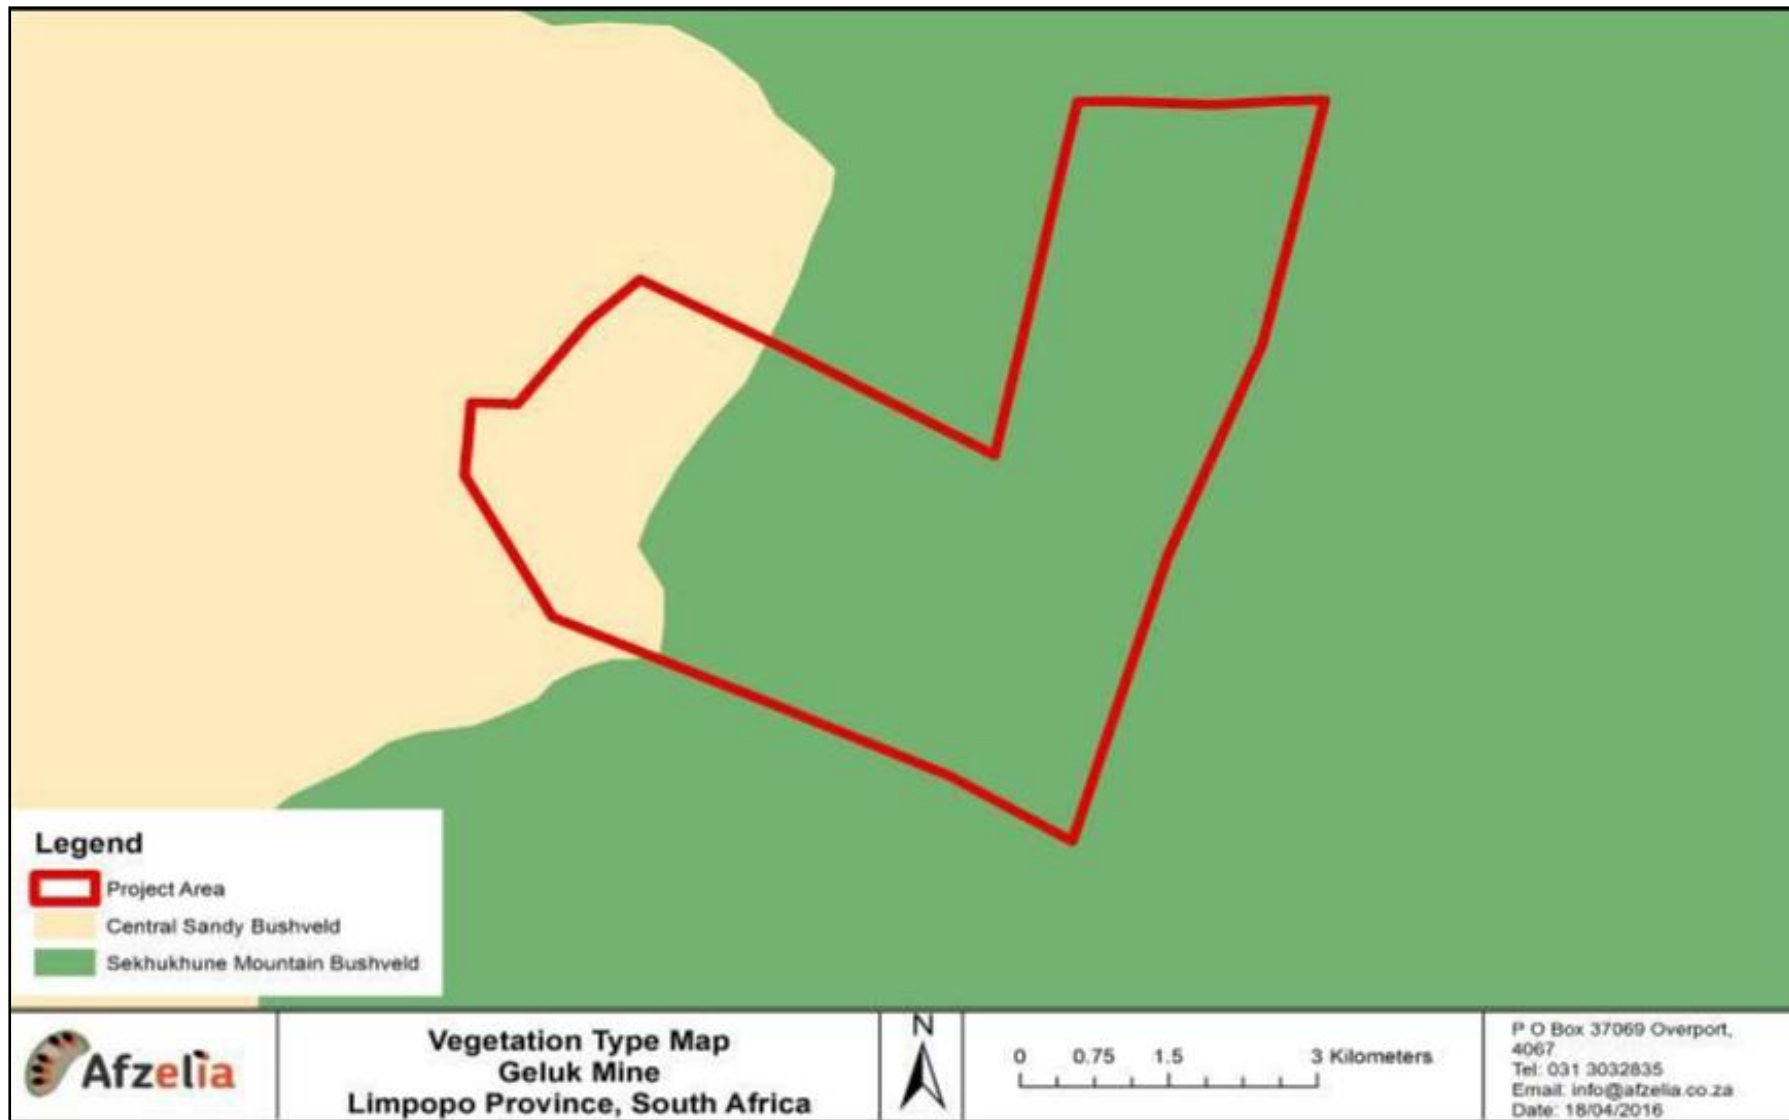 Legend
Project Area
Central Sandy Bushveld
Sekhukhune Mountain Bushveld
Afzelia
Vegetation Type Map
Geluk Mine
Limpopo Province, South Africa
N
0 0.75 1.5 3 Kilometers
P O Box 37069 Overport,
4067
Tel: 031 3032835
Email: info@afzelia.co.za
Date: 18/04/2016